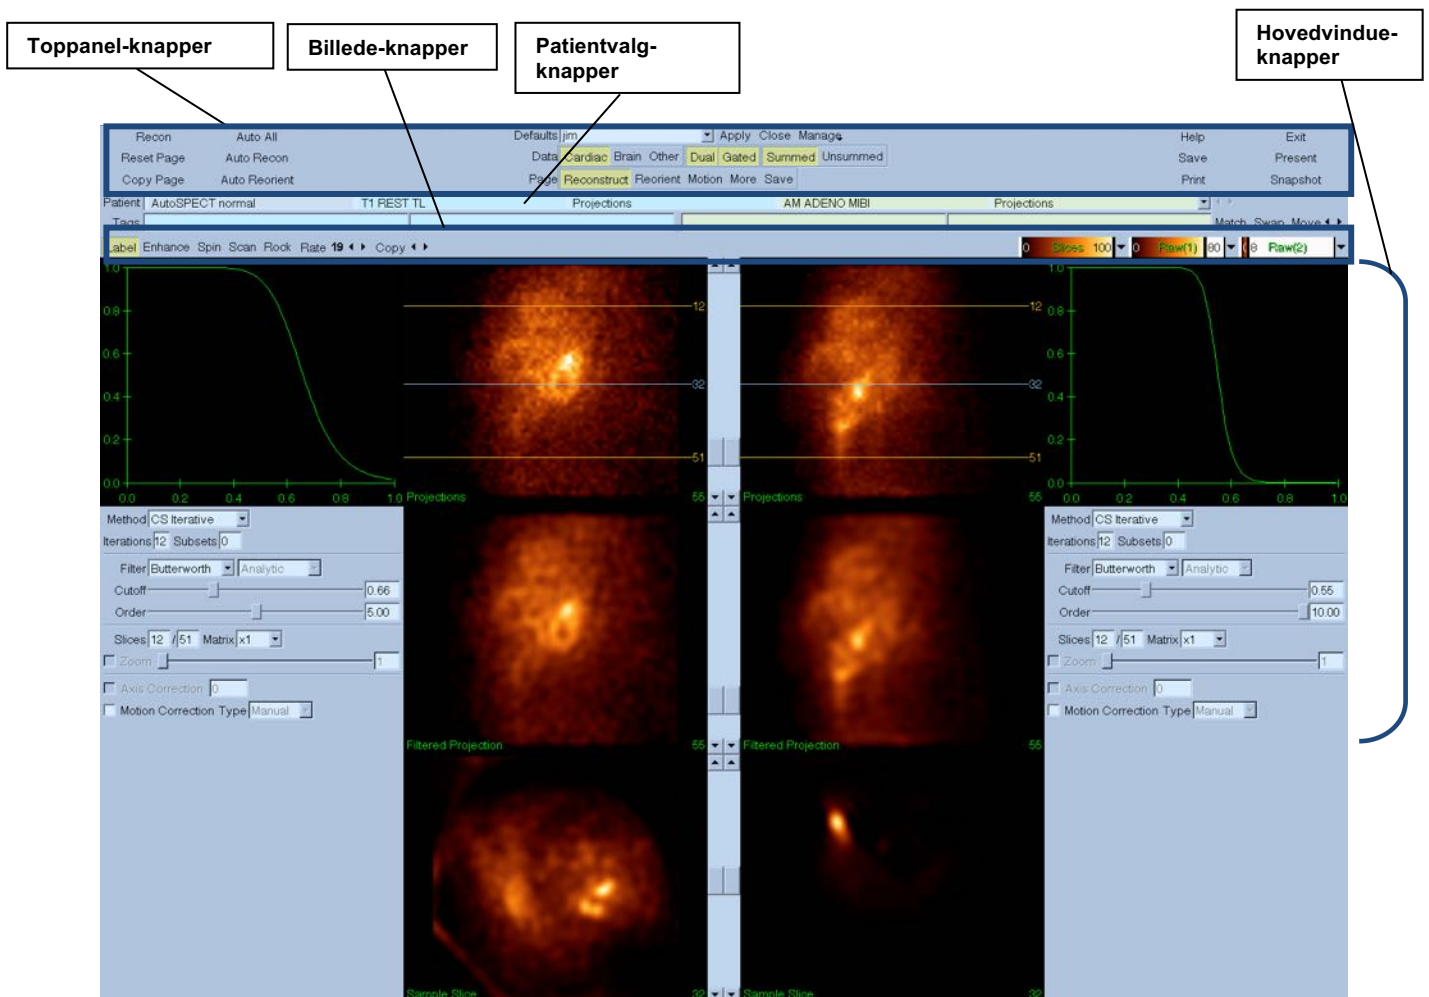 Toppanel-knapper
Billede-knapper
Patientvalg-
knapper
Hovedvindue-
knapper
Recon Auto All Defaults jim Apply Close Manage Help Exit
Reset Page Auto Recon Data Cardiac Brain Other Dual Gated Summed Unsummed Save Present
Copy Page Auto Reorient Page Reconstruct Reorient Motion More Save Print Snapshot
Patient AutoSPECT normal T1 REST TL Projections AM ADENO MIBI Projections
Tags Match Swap Move
Label Enhance Spin Scan Rock Rate 19 Copy 0 Slices 100 0 Raw(1) 80 8 Raw(2)
1.0 1.0
12 12
0.8 0.8
0.6 0.6
32 32
0.4 0.4
0.2 0.2
51 51
0.0 0.0
0.0 0.2 0.4 0.6 0.8 1.0 Projections 55 Projections 55 0.0 0.2 0.4 0.6 0.8 1.0
Method CS Iterative Method CS Iterative
Iterations 12 Subsets 0 Iterations 12 Subsets 0
Filter Butterworth Analytic Filter Butterworth Analytic
Cutoff 0.66 Cutoff 0.55
Order 5.00 Order 10.00
Slices 12 / 51 Matrix x1 Slices 12 / 51 Matrix x1
Zoom 1 Zoom 1
Axis Correction 0 Axis Correction 0
Motion Correction Type Manual Motion Correction Type Manual
Filtered Projection 55 Filtered Projection 55
Sample Slice 32 Sample Slice 32